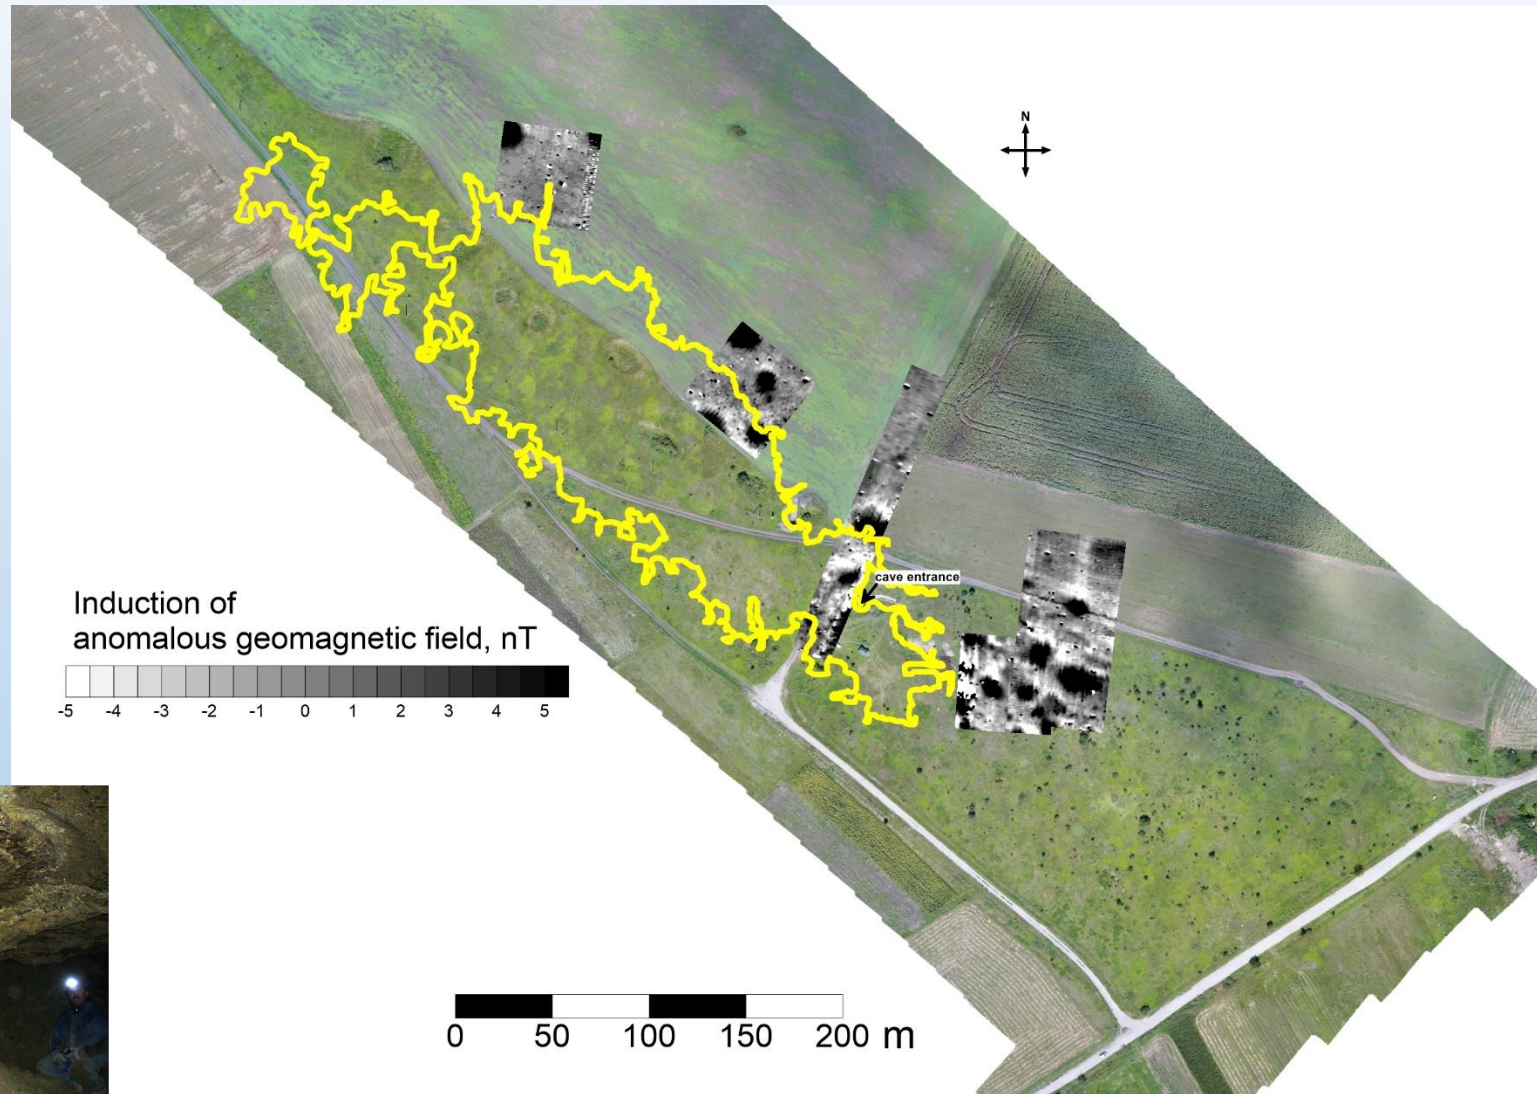 N
cave entrance
Induction of
anomalous geomagnetic field, nT
-5 -4 -3 -2 -1 0 1 2 3 4 5
0 50 100 150 200 m